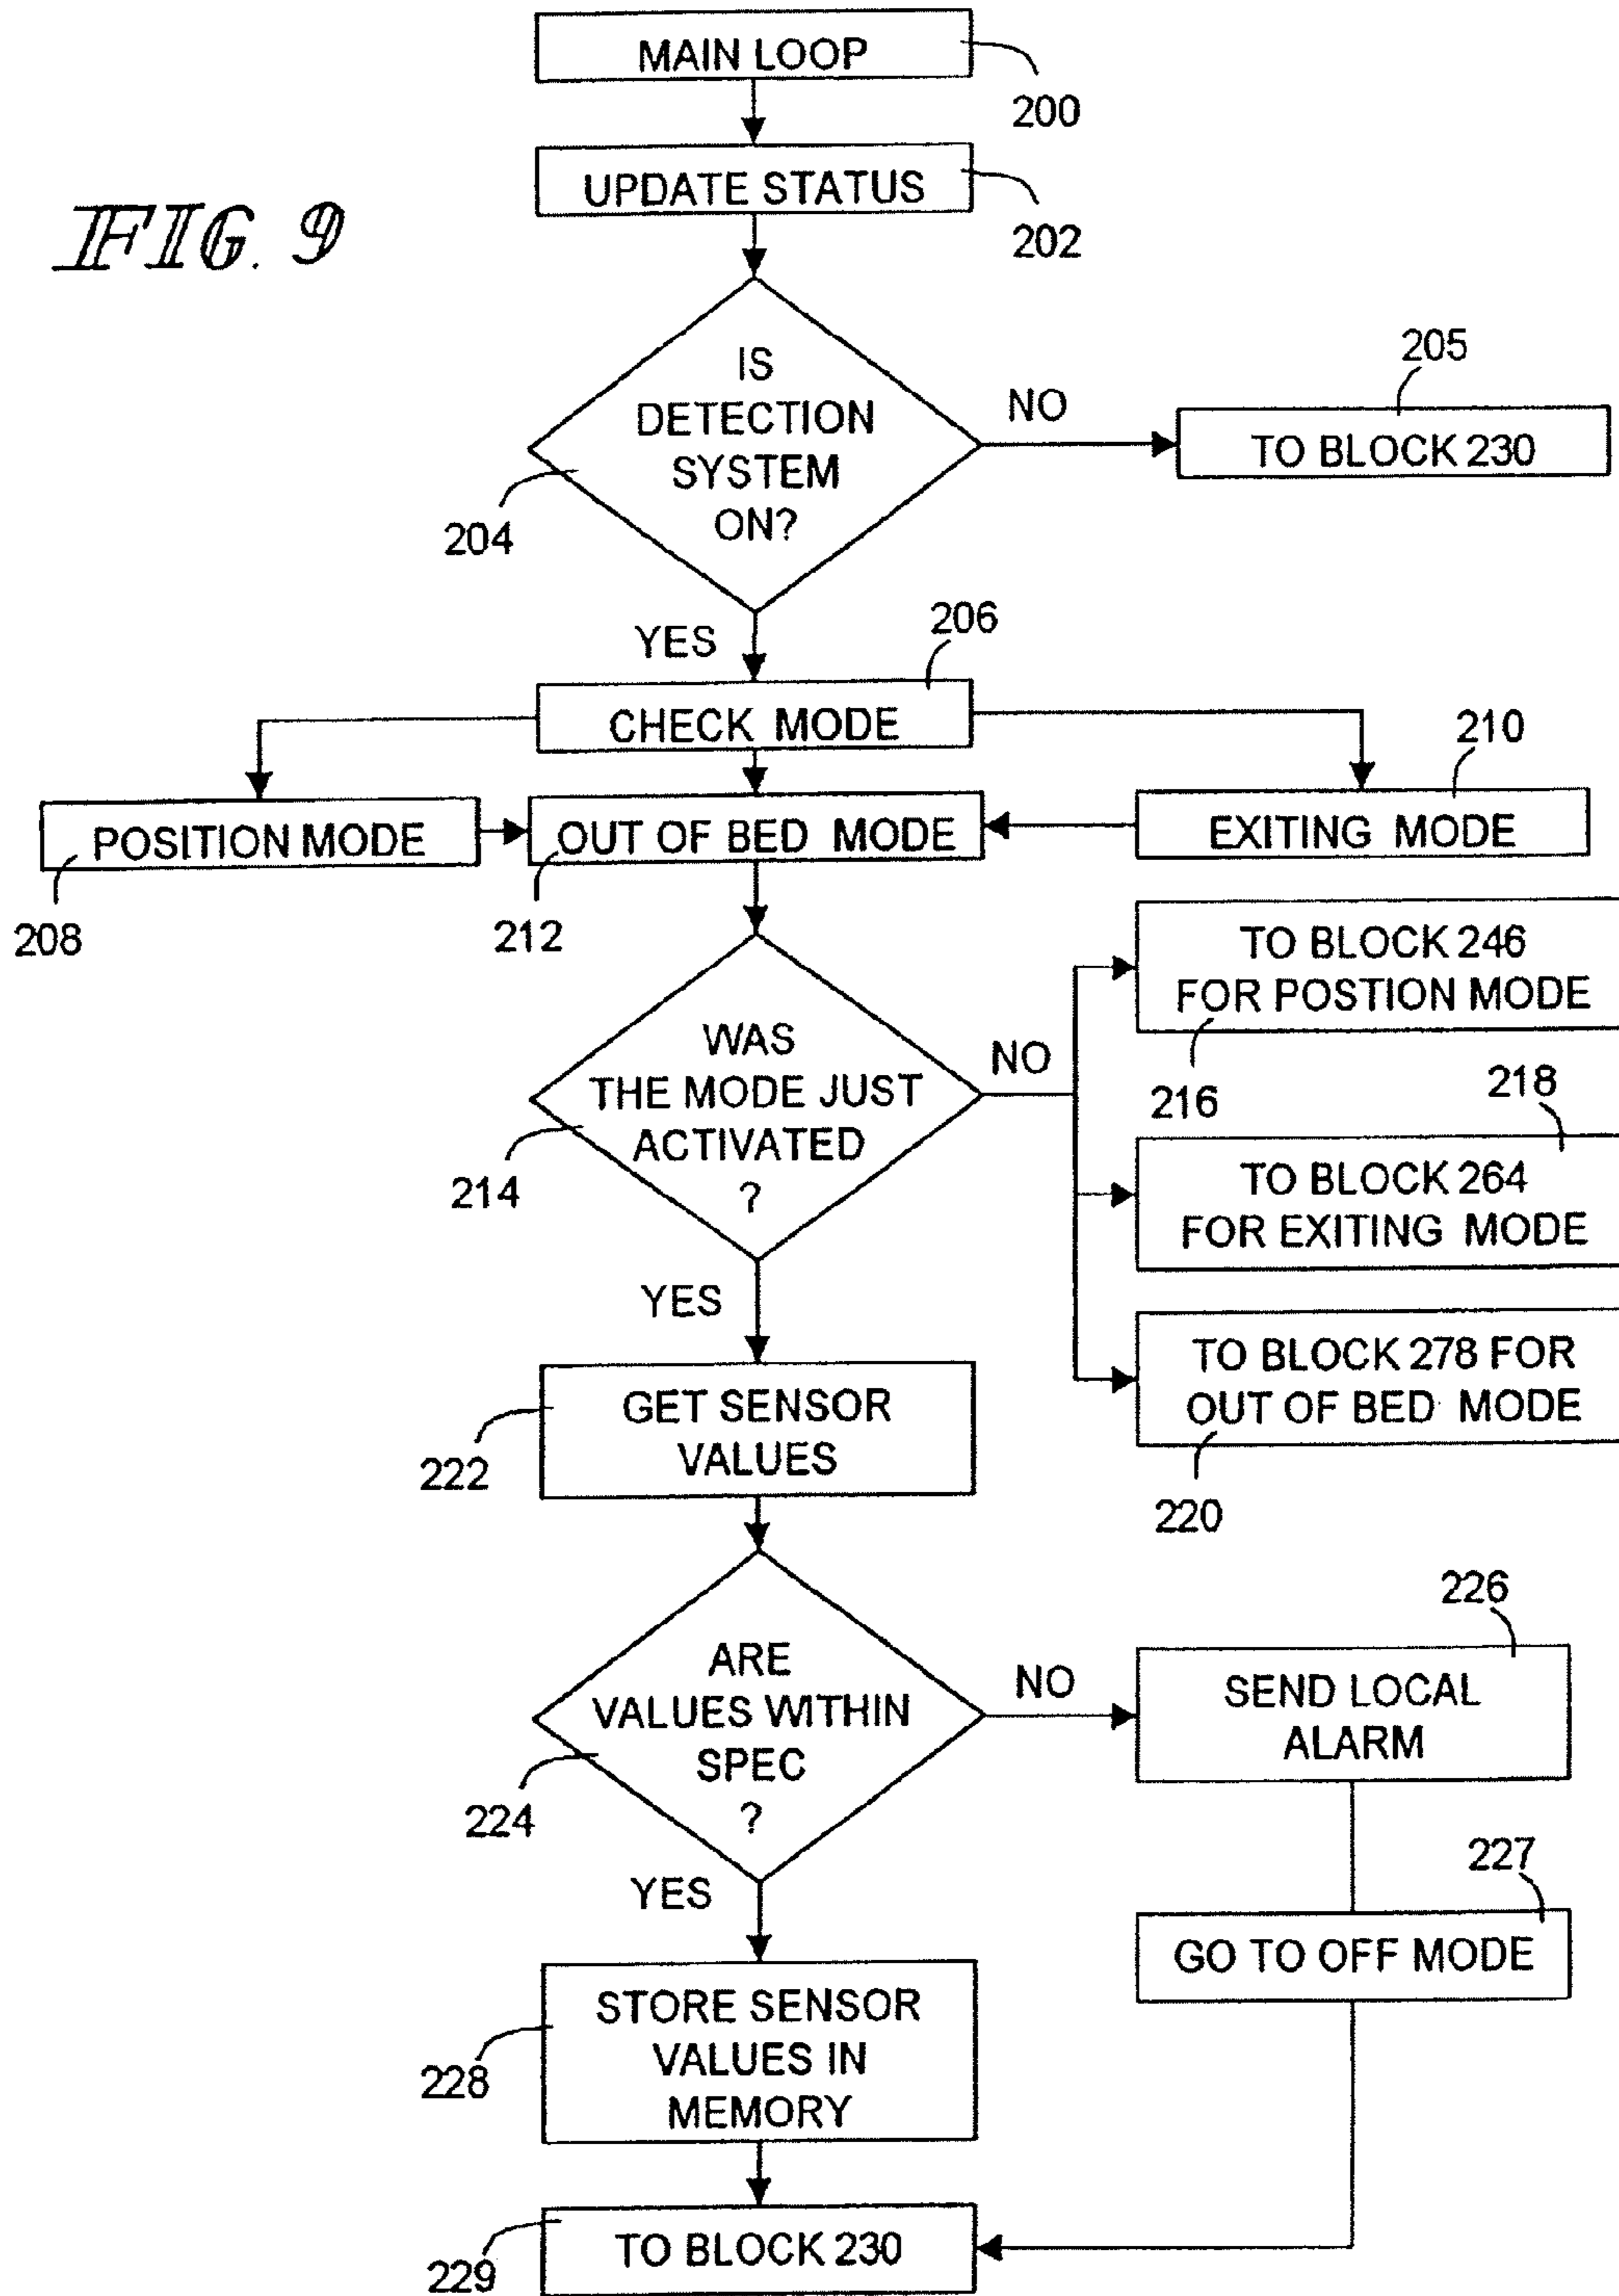 FIG. 9
MAIN LOOP
200
UPDATE STATUS
202
IS
DETECTION
SYSTEM
ON?
204
NO
205
TO BLOCK 230
YES
206
CHECK MODE
210
POSITION MODE
OUT OF BED MODE
EXITING MODE
208
212
WAS
THE MODE JUST
ACTIVATED
?
214
NO
TO BLOCK 246
FOR POSTION MODE
216
218
TO BLOCK 264
FOR EXITING MODE
TO BLOCK 278 FOR
OUT OF BED MODE
220
YES
GET SENSOR
VALUES
222
ARE
VALUES WITHIN
SPEC
?
224
NO
226
SEND LOCAL
ALARM
227
GO TO OFF MODE
YES
STORE SENSOR
VALUES IN
MEMORY
228
TO BLOCK 230
229